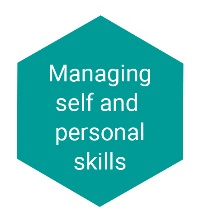 Managing
self and
personal
skills